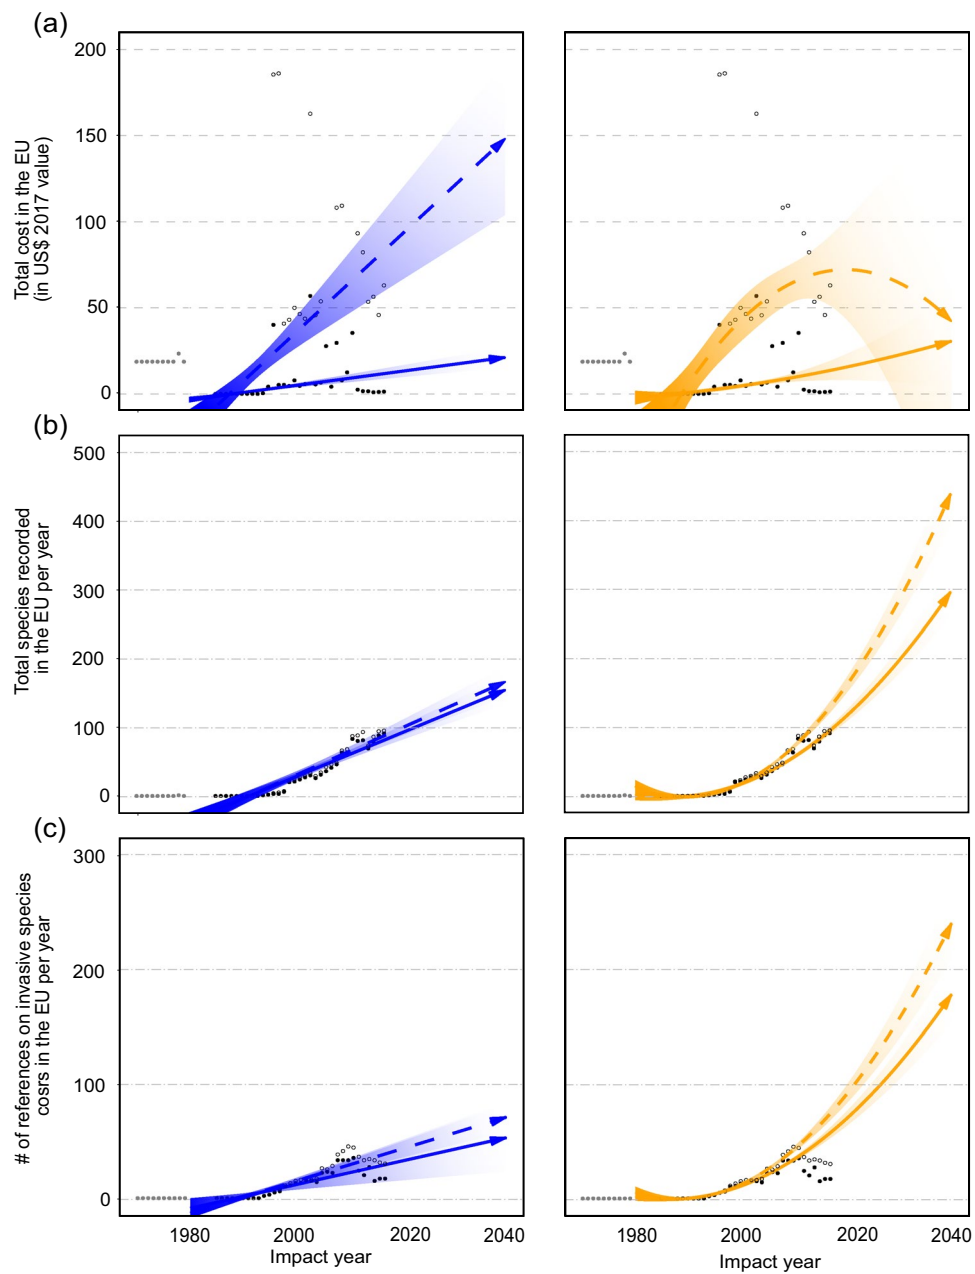 (a)
200
150
100
50
0
Total cost in the EU
(in US$ 2017 value)
(b)
500
400
300
200
100
0
Total species recorded
in the EU per year
(c)
300
200
100
0
# of references on invasive species
cosrs in the EU per year
1980 2000 2020 2040
Impact year
1980 2000 2020 2040
Impact year